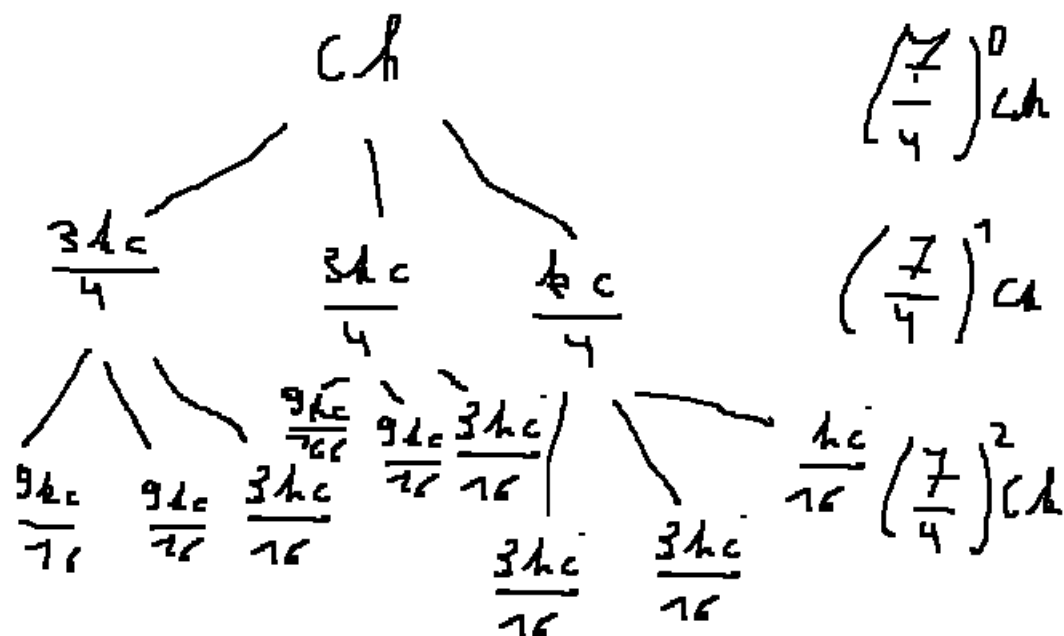 ch
(7/4)^0 ch
3hc/4 3hc/4 hc/4
(7/4)^1 ch
9hc/16 9hc/16 3hc/16 9hc/16 9hc/16 3hc/16 3hc/16 3hc/16 hc/16
(7/4)^2 ch